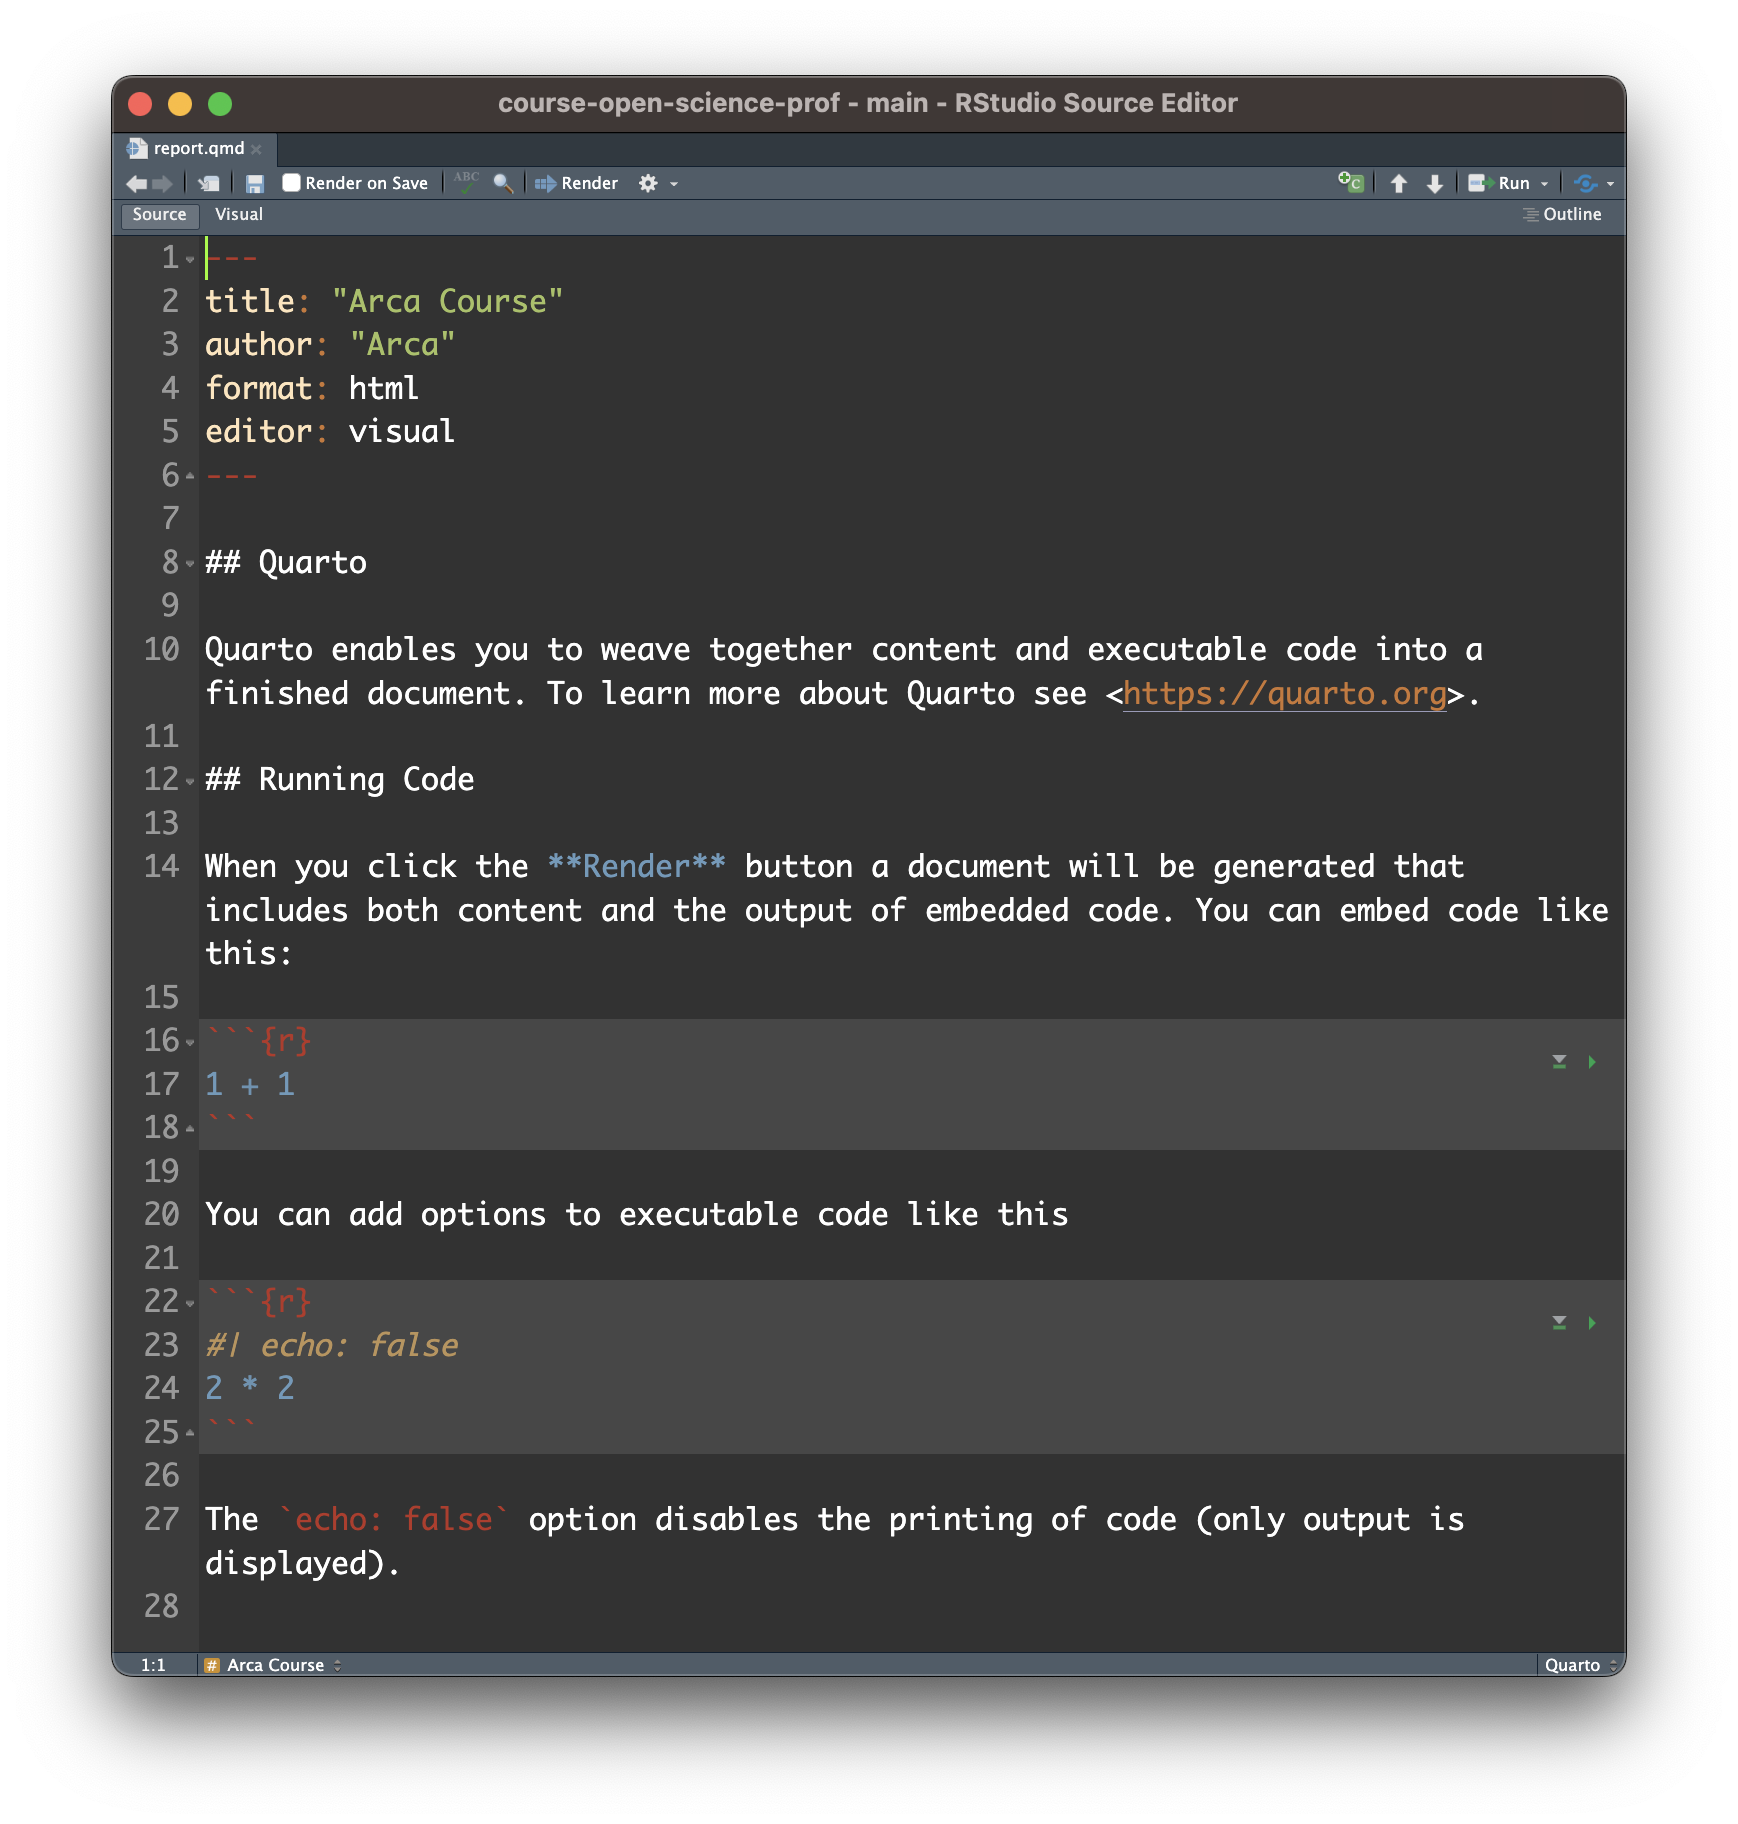 course-open-science-prof - main - RStudio Source Editor
report.qmd
Render on Save ABC Render Run
Source Visual Outline
1 ---
2 title: "Arca Course"
3 author: "Arca"
4 format: html
5 editor: visual
6 ---
7
8 ## Quarto
9
10 Quarto enables you to weave together content and executable code into a
finished document. To learn more about Quarto see <https://quarto.org>.
11
12 ## Running Code
13
14 When you click the **Render** button a document will be generated that
includes both content and the output of embedded code. You can embed code like
this:
15
16 ```{r}
17 1 + 1
18 ```
19
20 You can add options to executable code like this
21
22 ```{r}
23 #| echo: false
24 2 * 2
25 ```
26
27 The `echo: false` option disables the printing of code (only output is
displayed).
28
1:1 # Arca Course Quarto